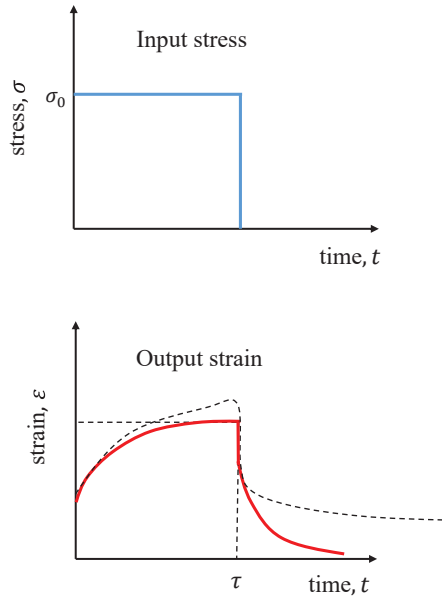 Input stress
stress, σ
σ₀
time, t
Output strain
strain, ε
τ
time, t